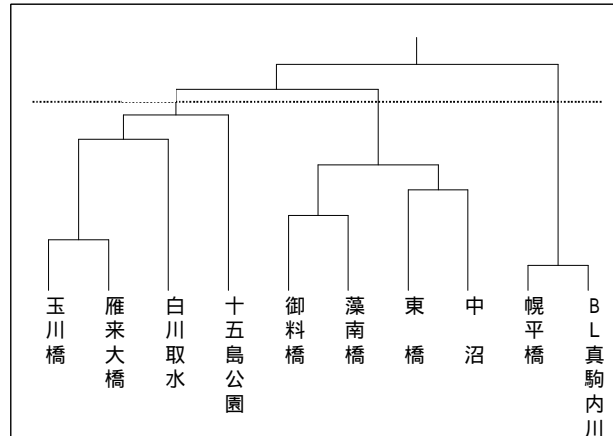 玉川橋
雁来大橋
白川取水
十五島公園
御料橋
藻南橋
東橋
中沼
幌平橋
BL真駒内川